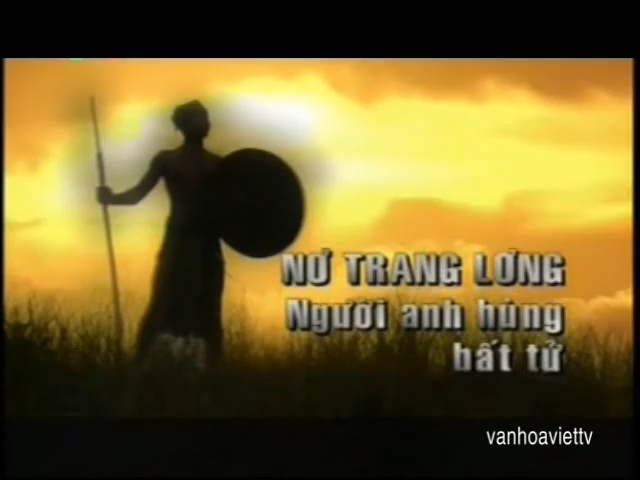 NƠ TRANG LƠNG
Người anh hùng
bất tử
vanhoaviettv